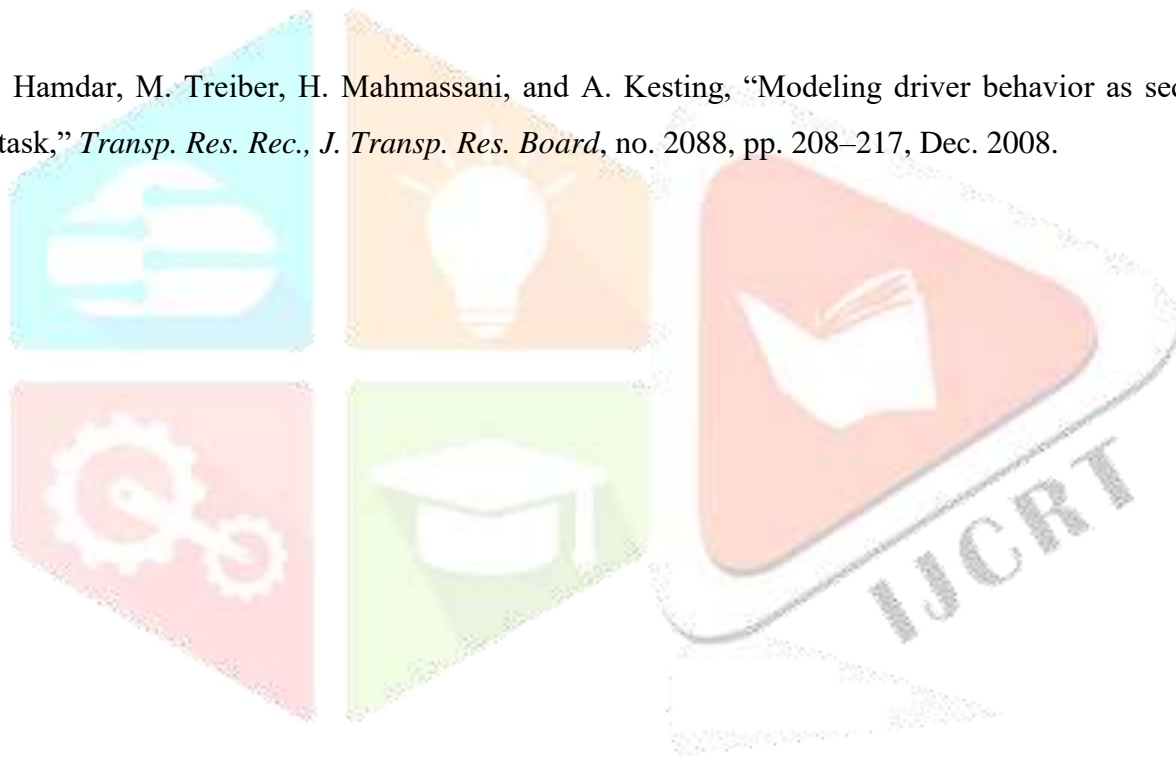 Hamdar, M. Treiber, H. Mahmassani, and A. Kesting, “Modeling driver behavior as
task,” Transp. Res. Rec., J. Transp. Res. Board, no. 2088, pp. 208–217, Dec. 2008.
IJCRT